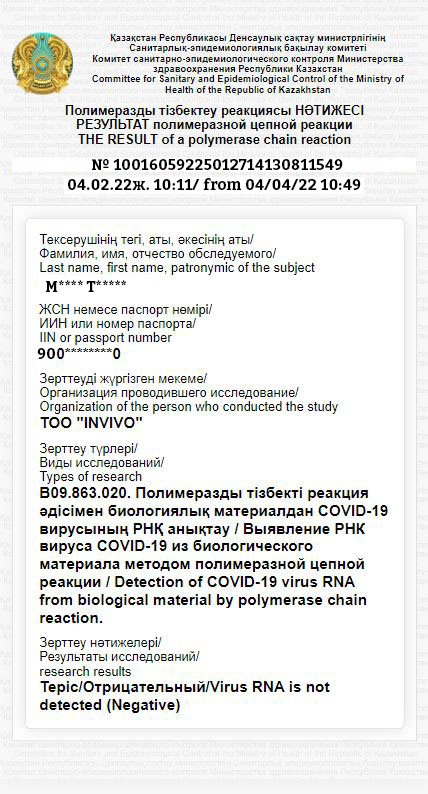 Қазақстан Республикасы Денсаулық сақтау министрлігінің
Санитарлық-эпидемиологиялық бақылау комитеті
Комитет санитарно-эпидемиологического контроля Министерства
здравоохранения Республики Казахстан
Committee for Sanitary and Epidemiological Control of the Ministry of
Health of the Republic of Kazakhstan
Полимеразды тізбектеу реакциясы НӘТИЖЕСІ
РЕЗУЛЬТАТ полимеразной цепной реакции
THE RESULT of a polymerase chain reaction
№ 10016059225012714130811549
04.02.22ж. 10:11/ from 04/04/22 10:49
Тексерушінің тегі, аты, әкесінің аты/
Фамилия, имя, отчество обследуемого/
Last name, first name, patronymic of the subject
M**** T*****
ЖСН немесе паспорт нөмірі/
ИИН или номер паспорта/
IIN or passport number
900********0
Зерттеуді жүргізген мекеме/
Организация проводившего исследование/
Organization of the person who conducted the study
ТОО "INVIVO"
Зерттеу түрлері/
Виды исследований/
Types of research
B09.863.020. Полимеразды тізбекті реакция
әдісімен биологиялық материалдан COVID-19
вирусының РНҚ анықтау / Выявление РНК
вируса COVID-19 из биологического
материала методом полимеразной цепной
реакции / Detection of COVID-19 virus RNA
from biological material by polymerase chain
reaction.
Зерттеу нәтижелері/
Результаты исследований/
research results
Теріс/Отрицательный/Virus RNA is not
detected (Negative)